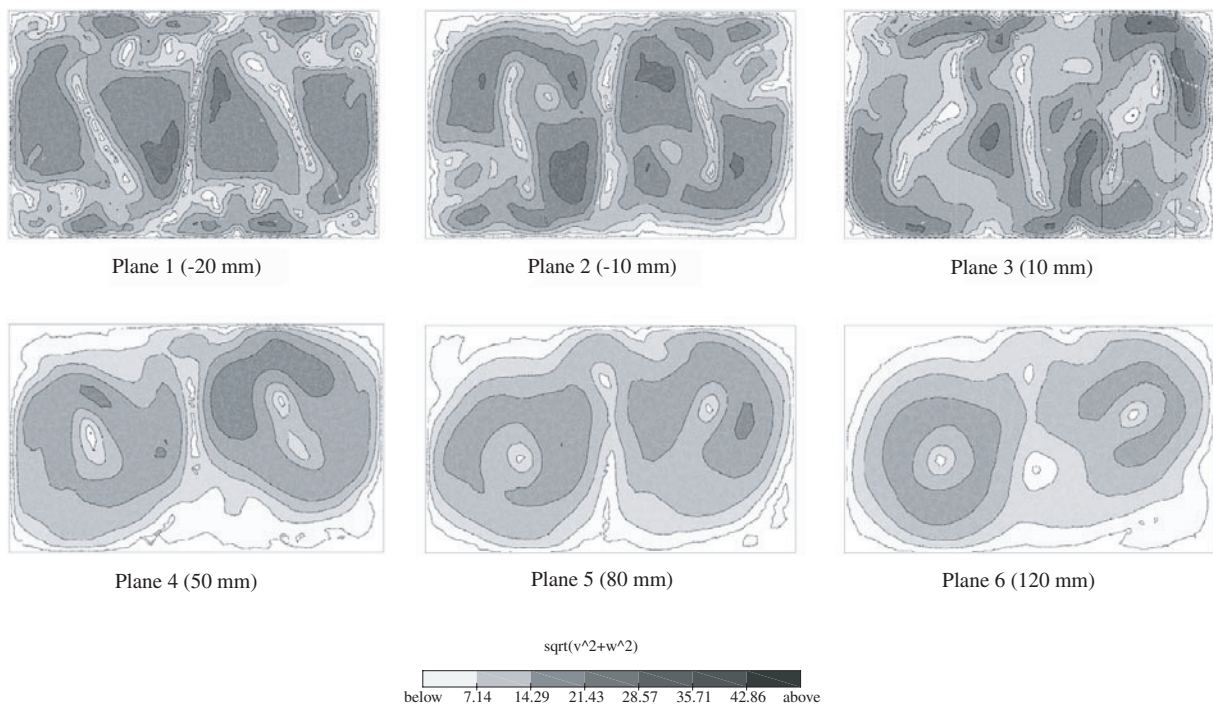 Plane 1 (-20 mm)
Plane 2 (-10 mm)
Plane 3 (10 mm)
Plane 4 (50 mm)
Plane 5 (80 mm)
Plane 6 (120 mm)
sqrt(v^2+w^2)
below 7.14 14.29 21.43 28.57 35.71 42.86 above